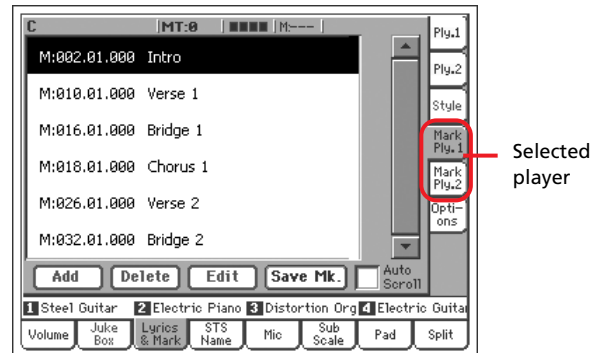 C |MT:0 | |M:--- |
M:002.01.000 Intro
M:010.01.000 Verse 1
M:016.01.000 Bridge 1
M:018.01.000 Chorus 1
M:026.01.000 Verse 2
M:032.01.000 Bridge 2
Add Delete Edit Save Mk. Auto Scroll
1 Steel Guitar 2 Electric Piano 3 Distortion Org 4 Electric Guita
Volume Juke Box Lyrics & Mark STS Name Mic Sub Scale Pad Split
Ply.1
Ply.2
Style
Mark Ply.1
Mark Ply.2
Opti-
ons
Selected
player